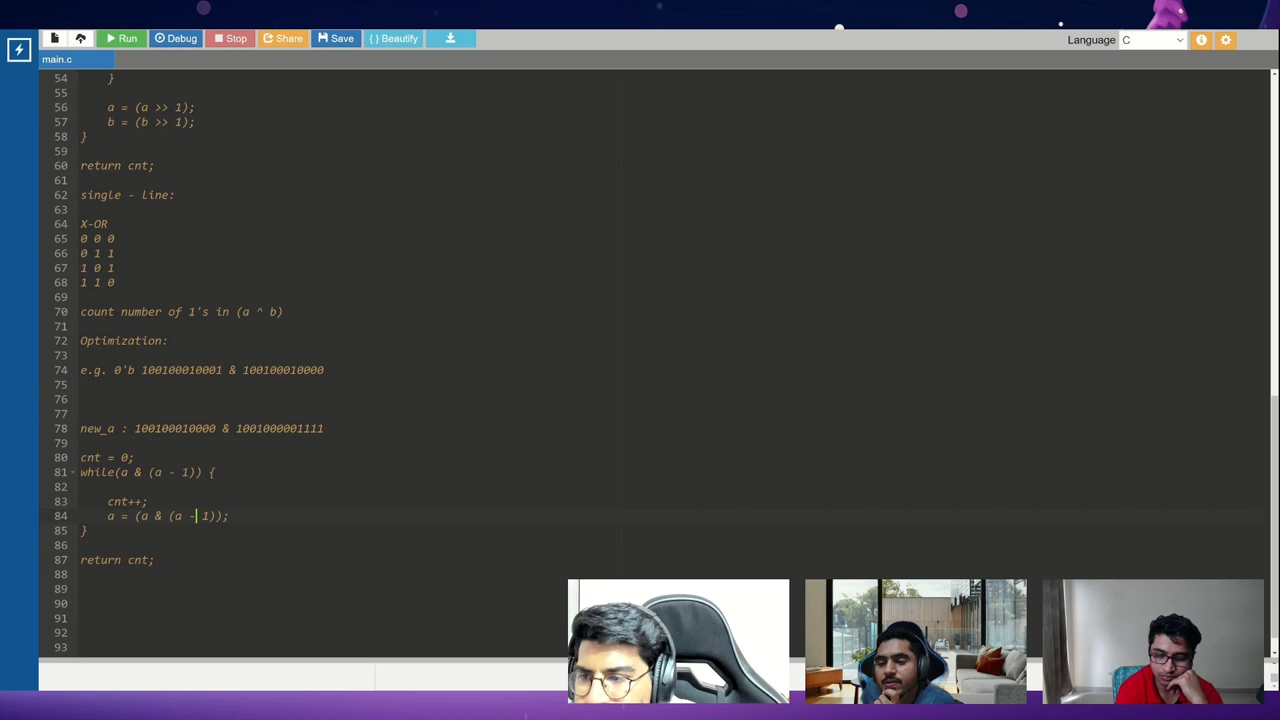 Run Debug Stop Share Save { } Beautify Language C
main.c
54 }
55
56 a = (a >> 1);
57 b = (b >> 1);
58 }
59
60 return cnt;
61
62 single - line:
63
64 X-OR
65 0 0 0
66 0 1 1
67 1 0 1
68 1 1 0
69
70 count number of 1's in (a ^ b)
71
72 Optimization:
73
74 e.g. 0'b 100100010001 & 100100010000
75
76
77
78 new_a : 100100010000 & 1001000001111
79
80 cnt = 0;
81 while(a & (a - 1)) {
82
83 cnt++;
84 a = (a & (a - 1));
85 }
86
87 return cnt;
88
89
90
91
92
93